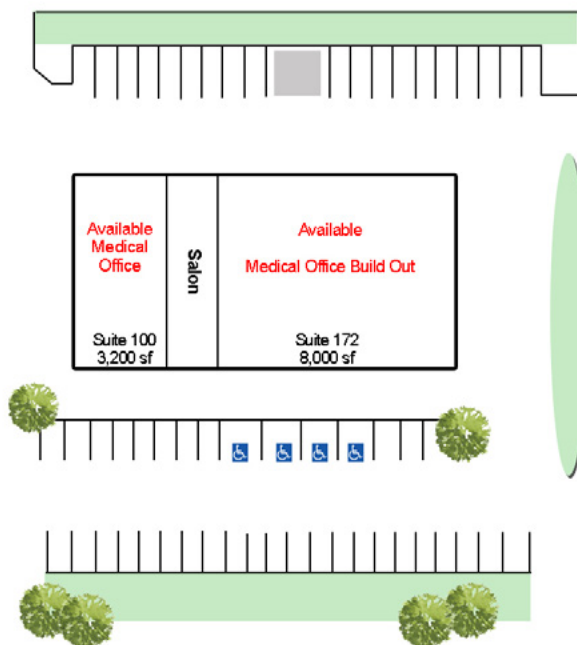 Available
Medical
Office
Suite 100
3,200 sf
Salon
Available
Medical Office Build Out
Suite 172
8,000 sf